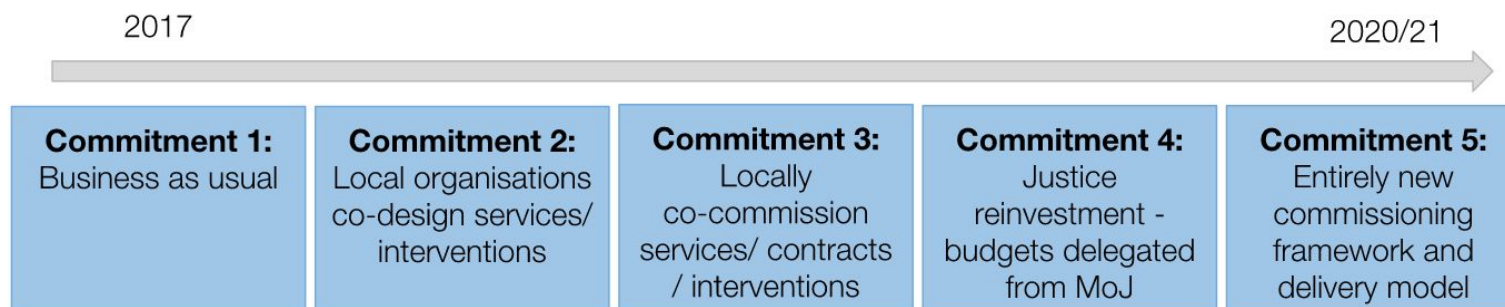 2017
2020/21
Commitment 1:
Business as usual
Commitment 2:
Local organisations
co-design services/
interventions
Commitment 3:
Locally
co-commission
services/ contracts
/ interventions
Commitment 4:
Justice
reinvestment -
budgets delegated
from MoJ
Commitment 5:
Entirely new
commissioning
framework and
delivery model